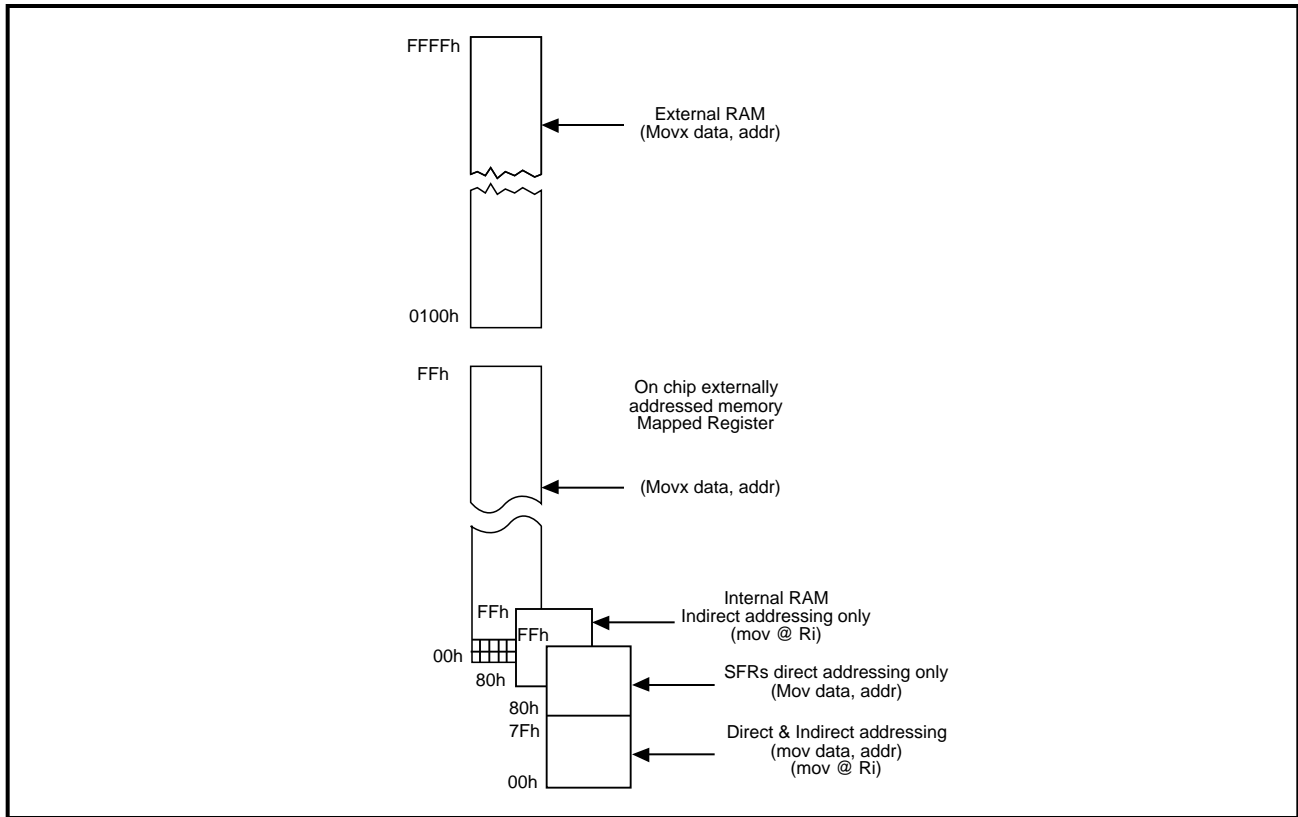 FFFFh
External RAM
(Movx data, addr)
0100h
FFh
On chip externally
addressed memory
Mapped Register
(Movx data, addr)
Internal RAM
Indirect addressing only
(mov @ Ri)
FFh
FFh
00h
80h
SFRs direct addressing only
(Mov data, addr)
80h
7Fh
Direct & Indirect addressing
(mov data, addr)
(mov @ Ri)
00h